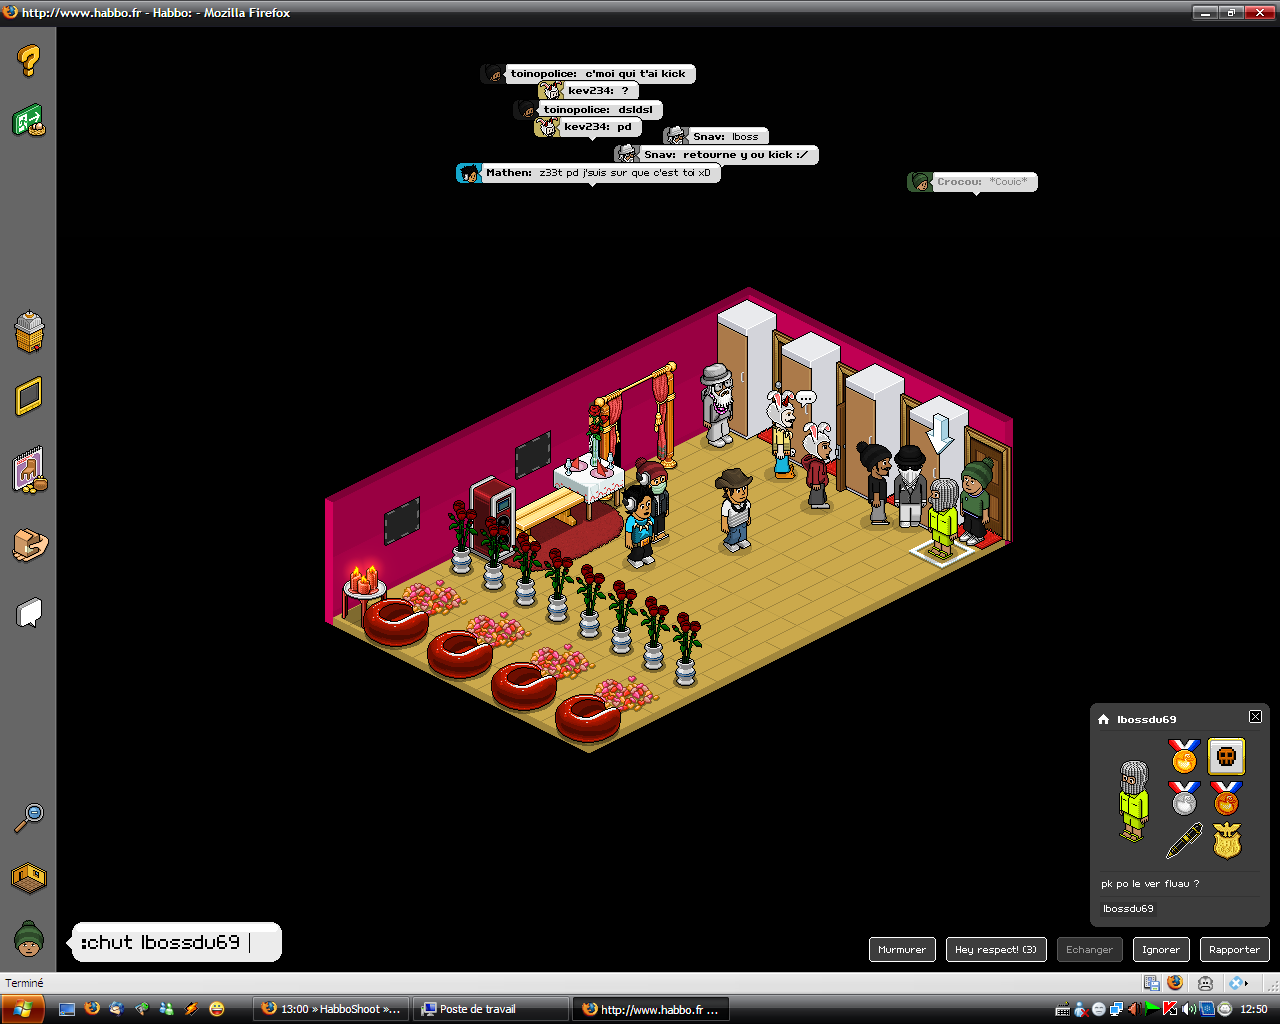 http://www.habbo.fr - Habbo: - Mozilla Firefox
toinopolice: c'moi qui t'ai kick
kev234: ?
toinopolice: dsldsl
kev234: pd
Snav: lboss
Snav: retourne y ou kick :/
Mathen: z33t pd j'suis sur que c'est toi xD
Crocou: *Couic*
...
lbossdu69
pk po le ver fluau ?
lbossdu69
:chut lbossdu69
Murmurer
Hey respect! (3)
Echanger
Ignorer
Rapporter
Terminé
13:00 » HabboShoot »...
Poste de travail
http://www.habbo.fr ...
12:50